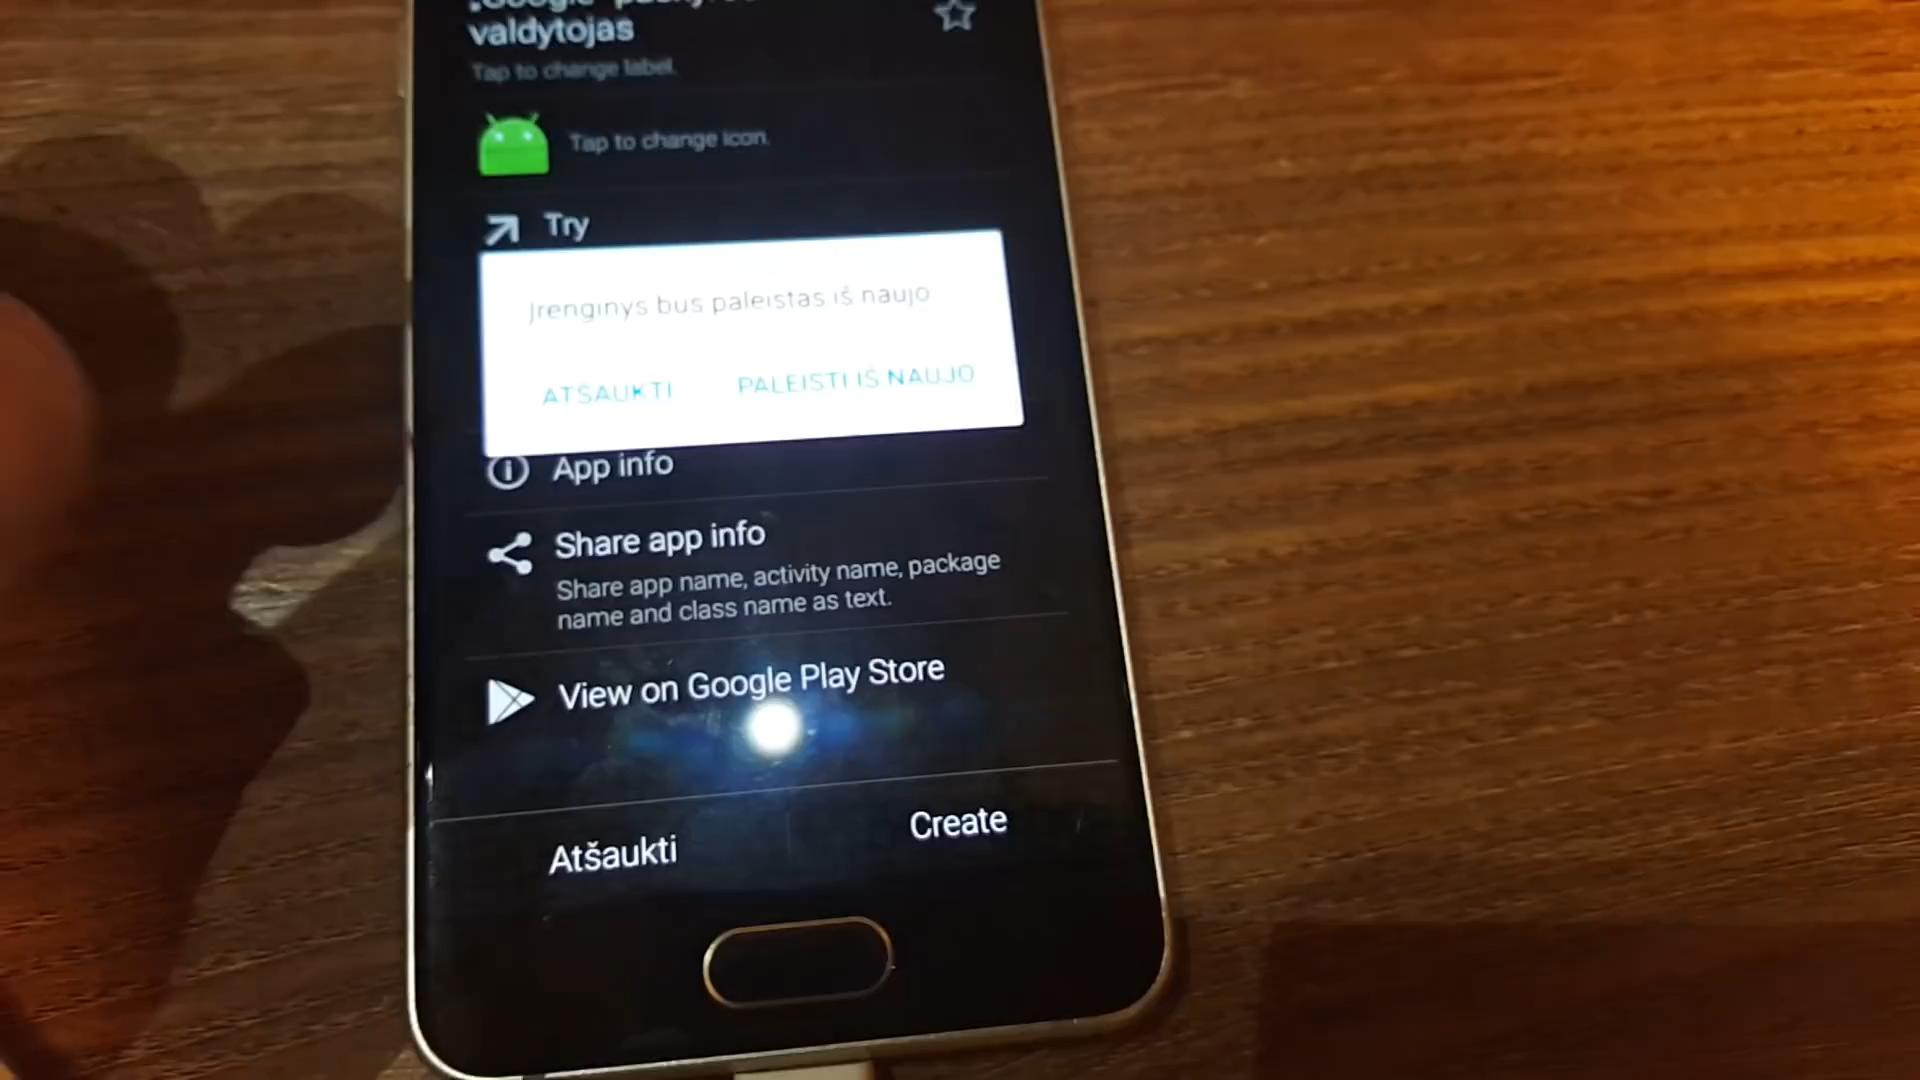 valdytojas
Tap to change label.
Tap to change icon.
Try
Įrenginys bus paleistas iš naujo
ATŠAUKTI PALEISTI IŠ NAUJO
App info
Share app info
Share app name, activity name, package
name and class name as text.
View on Google Play Store
Atšaukti
Create